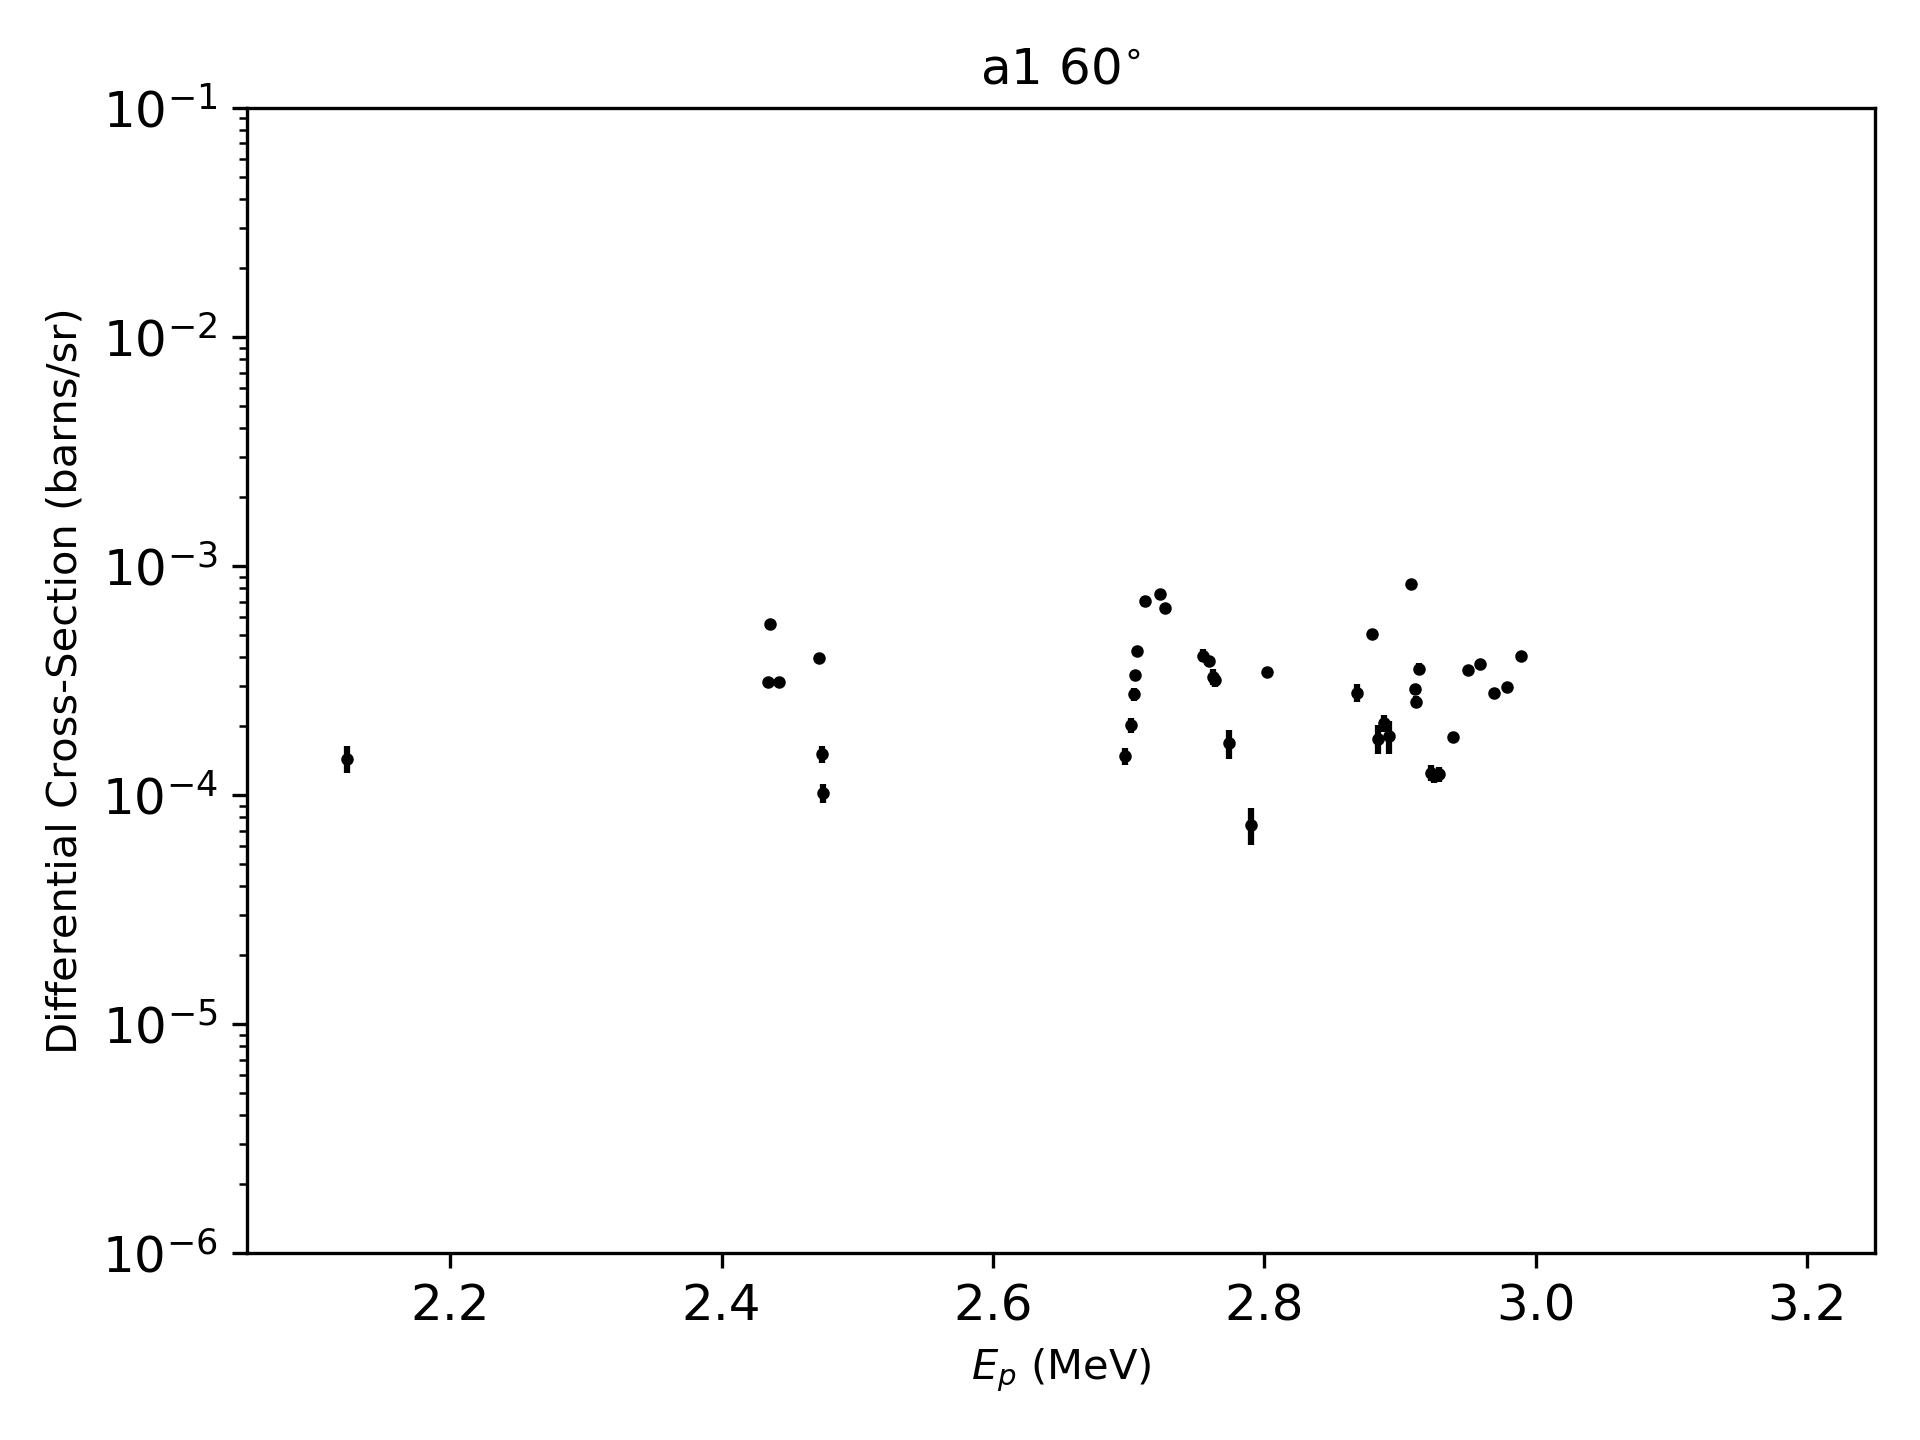 a1 60°
Differential Cross-Section (barns/sr)
10⁻¹
10⁻²
10⁻³
10⁻⁴
10⁻⁵
10⁻⁶
2.2 2.4 2.6 2.8 3.0 3.2
Eₚ (MeV)